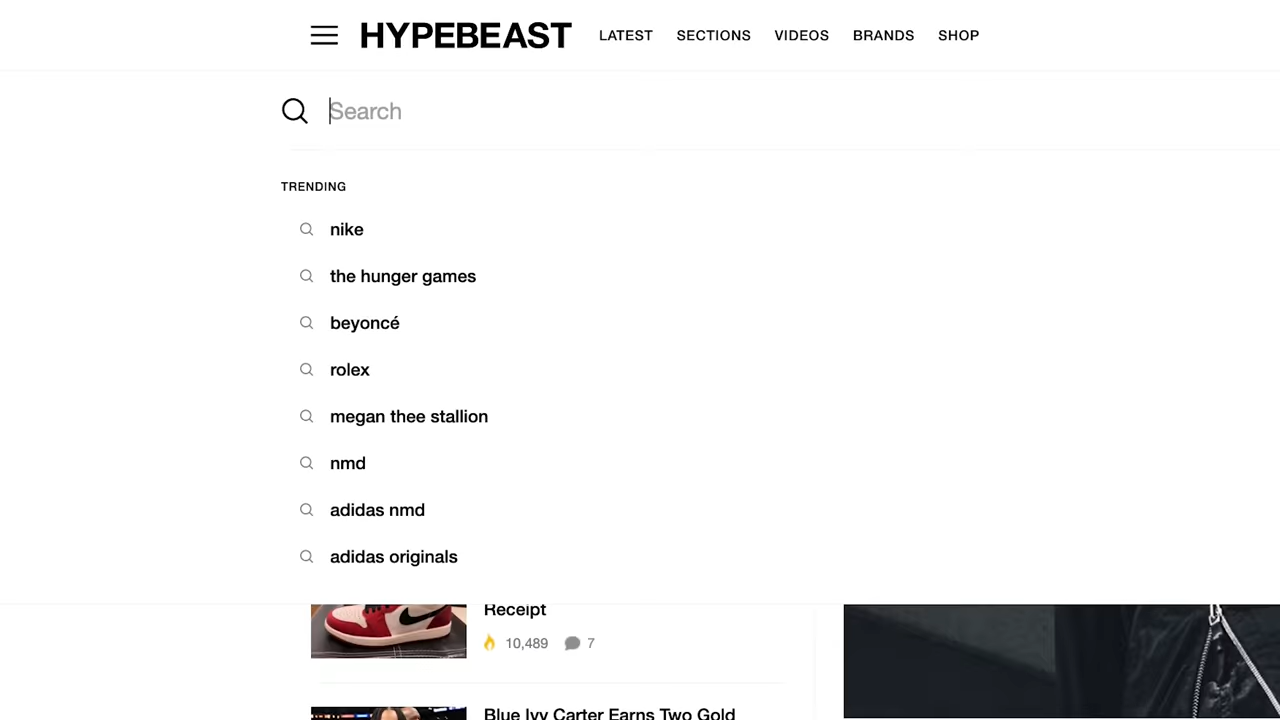 HYPEBEAST LATEST SECTIONS VIDEOS BRANDS SHOP
Search
TRENDING
nike
the hunger games
beyoncé
rolex
megan thee stallion
nmd
adidas nmd
adidas originals
Receipt
10,489 7
Blue Ivy Carter Earns Two Gold